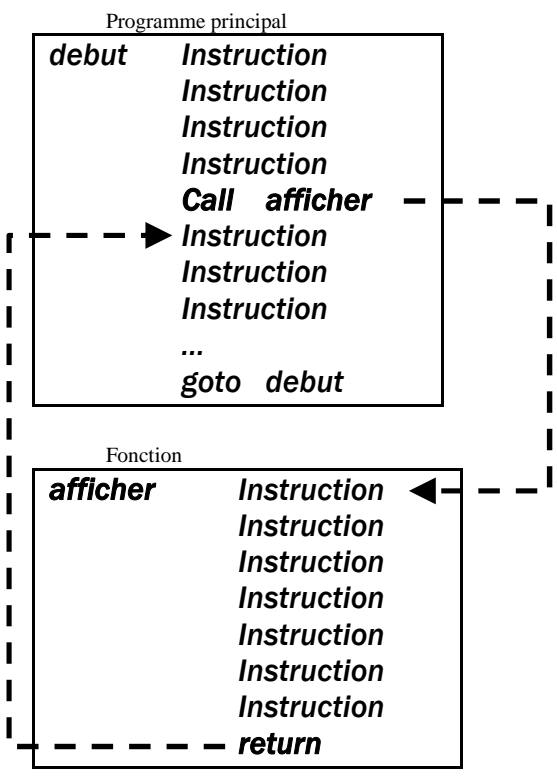 Programme principal
debut Instruction
Instruction
Instruction
Instruction
Call afficher
Instruction
Instruction
Instruction
...
goto debut
Fonction
afficher Instruction
Instruction
Instruction
Instruction
Instruction
Instruction
Instruction
return